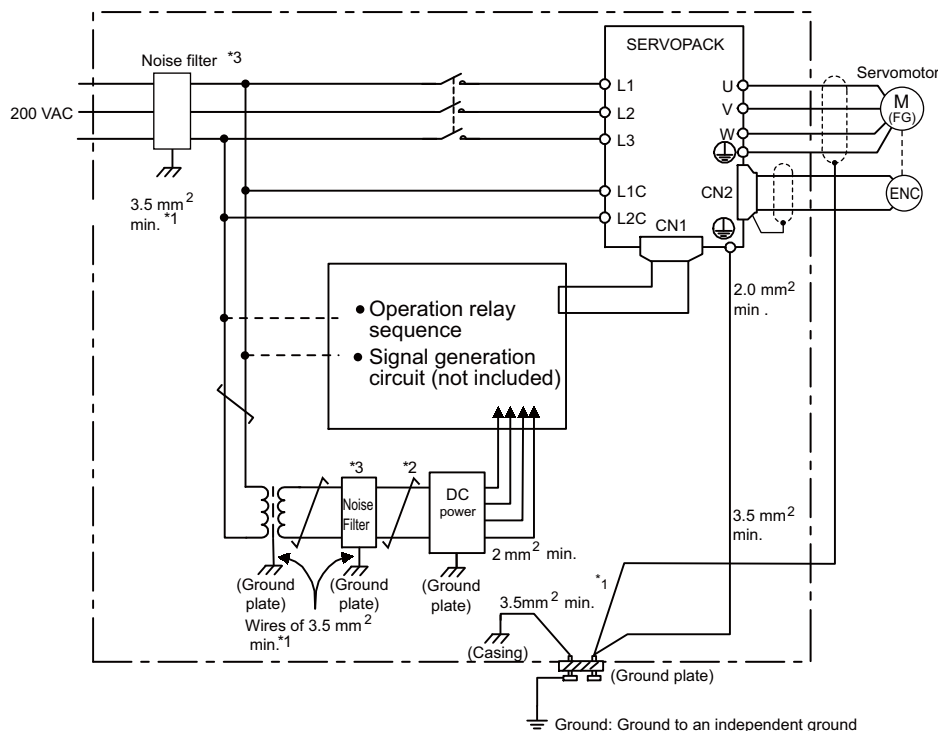 SERVOPACK
Noise filter *3
Servomotor
200 VAC
L1
L2
L3
U
V
W
M
(FG)
3.5 mm2
min. *1
L1C
L2C
CN2
ENC
CN1
2.0 mm2
min .
• Operation relay
sequence
• Signal generation
circuit (not included)
*3
*2
Noise
Filter
DC
power
2 mm2 min.
3.5 mm2
min.
(Ground
plate)
(Ground
plate)
(Ground
plate)
Wires of 3.5 mm2
min.*1
3.5mm2 min.
*1
(Casing)
(Ground plate)
Ground: Ground to an independent ground